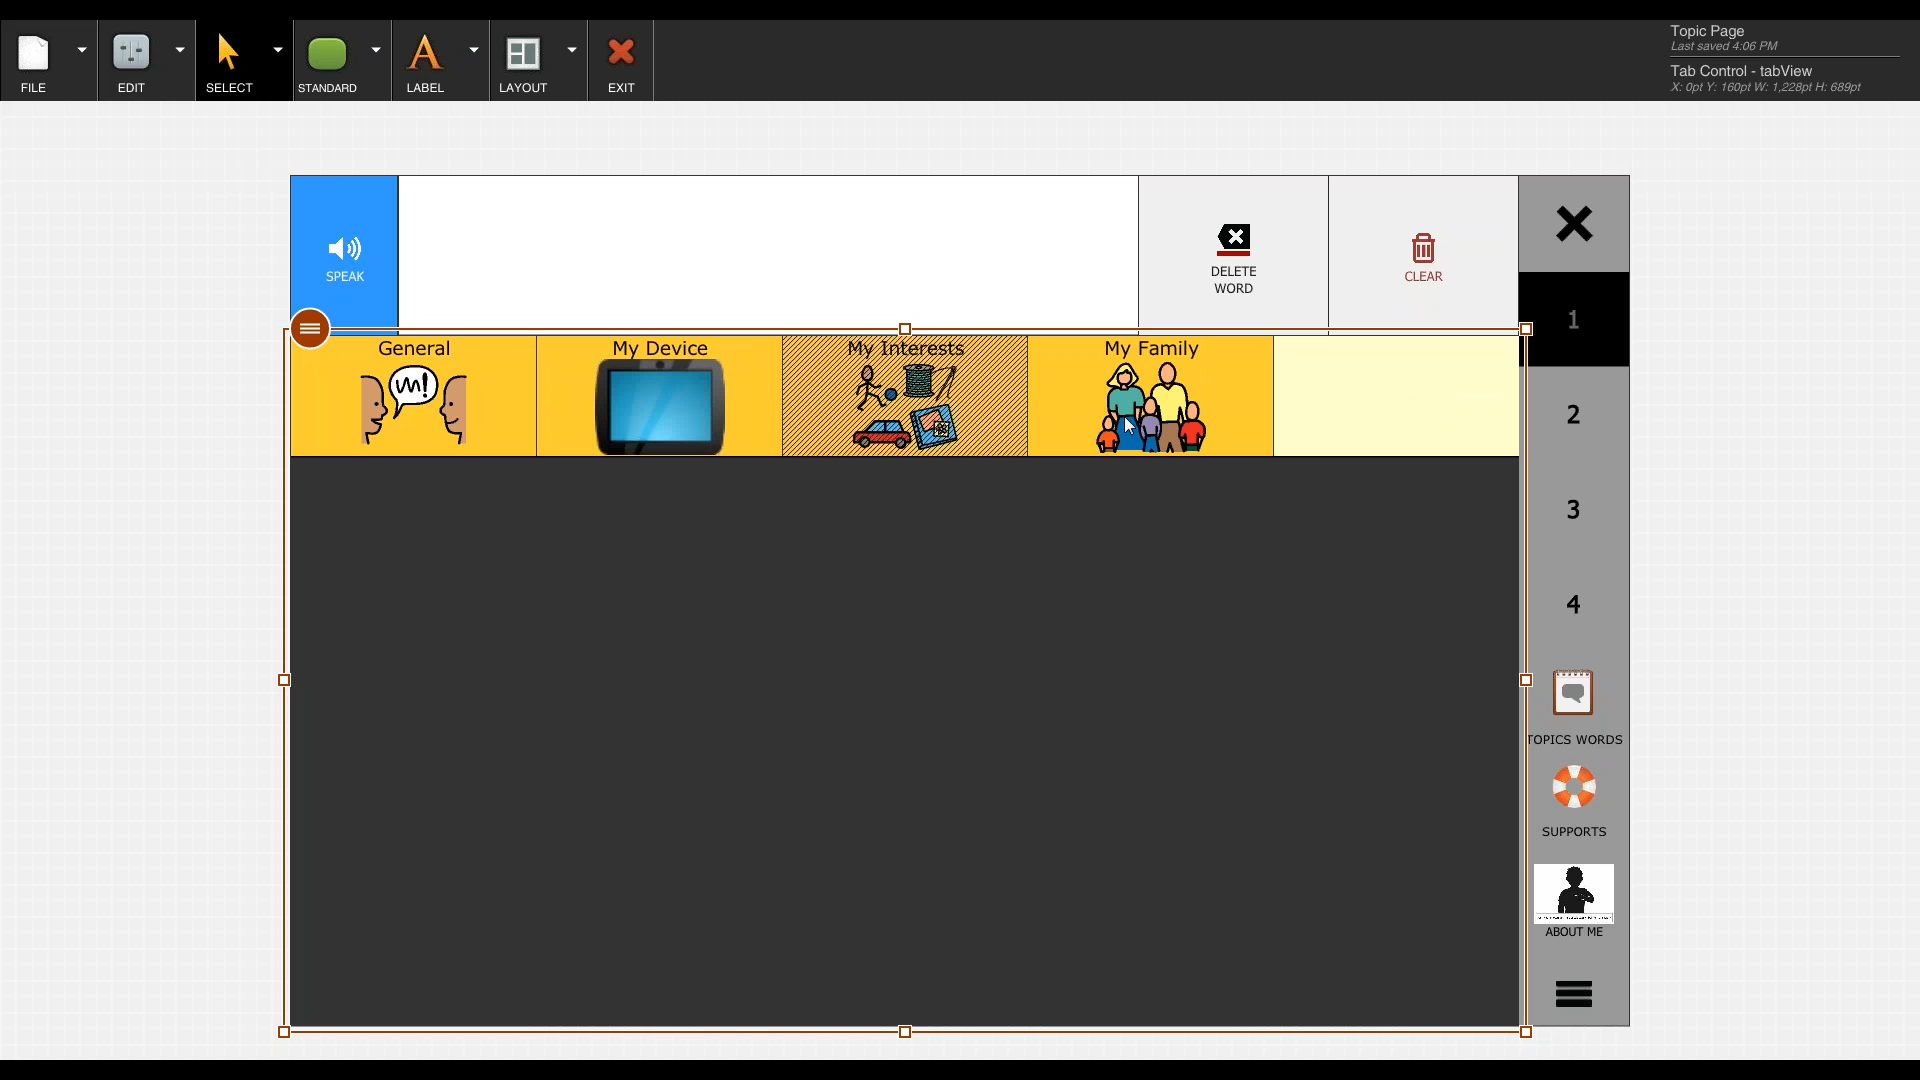 FILE
EDIT
SELECT
STANDARD
LABEL
LAYOUT
EXIT
Topic Page
Last saved 4:06 PM
Tab Control - tabView
X: 0pt Y: 160pt W: 1,228pt H: 689pt
SPEAK
DELETE
WORD
CLEAR
General
My Device
My Interests
My Family
1
2
3
4
TOPICS WORDS
SUPPORTS
ABOUT ME